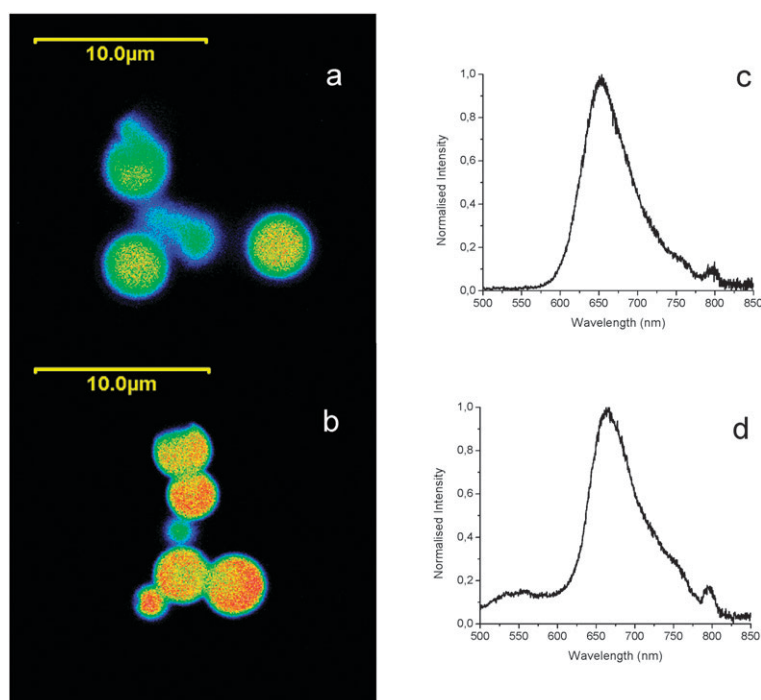 10.0µm
a
10.0µm
b
c
1,0
0,8
0,6
0,4
0,2
0,0
500 550 600 650 700 750 800 850
Normalised Intensity
Wavelength (nm)
d
1,0
0,8
0,6
0,4
0,2
0,0
500 550 600 650 700 750 800 850
Normalised Intensity
Wavelength (nm)